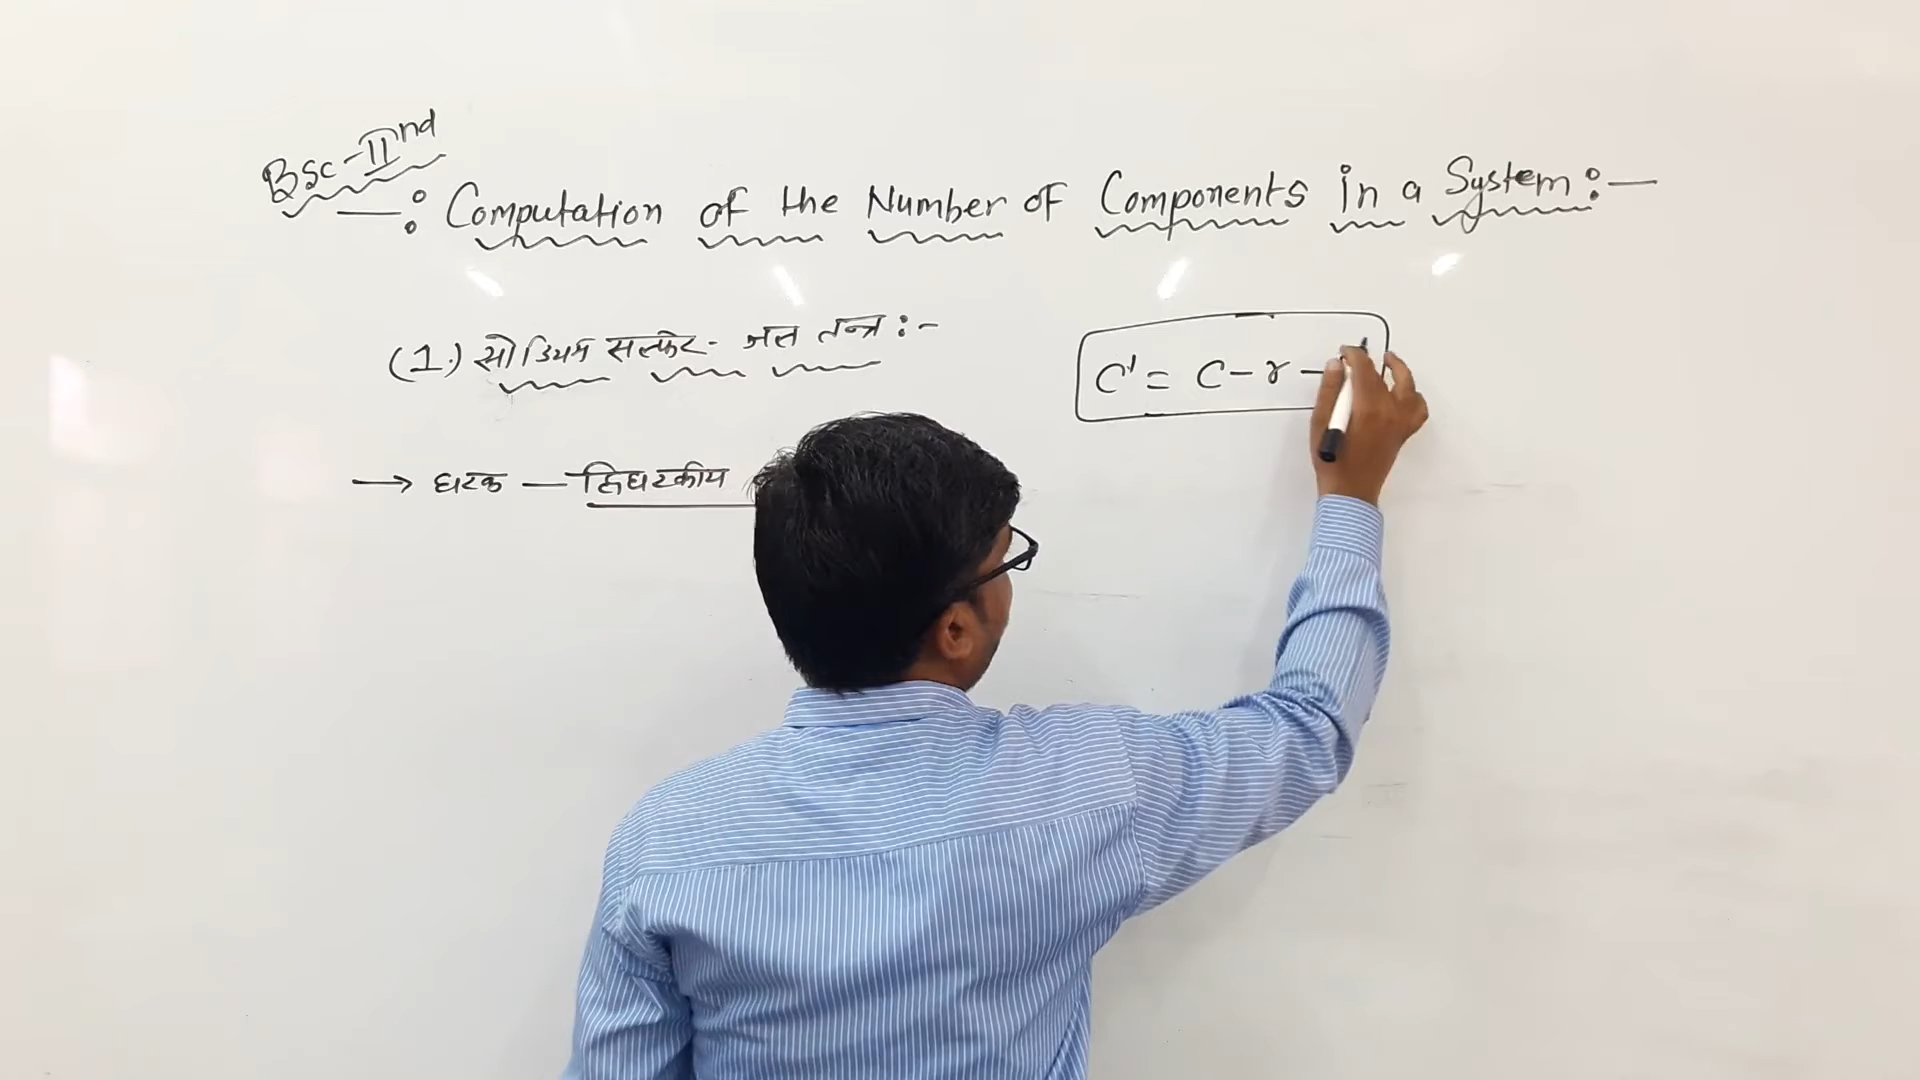 BSc-IInd
—: Computation of the Number of Components in a System :—
(1.) सोडियम सल्फेट- जल तन्त्र :-
C' = C - r -
→ घटक — द्विघटकीय